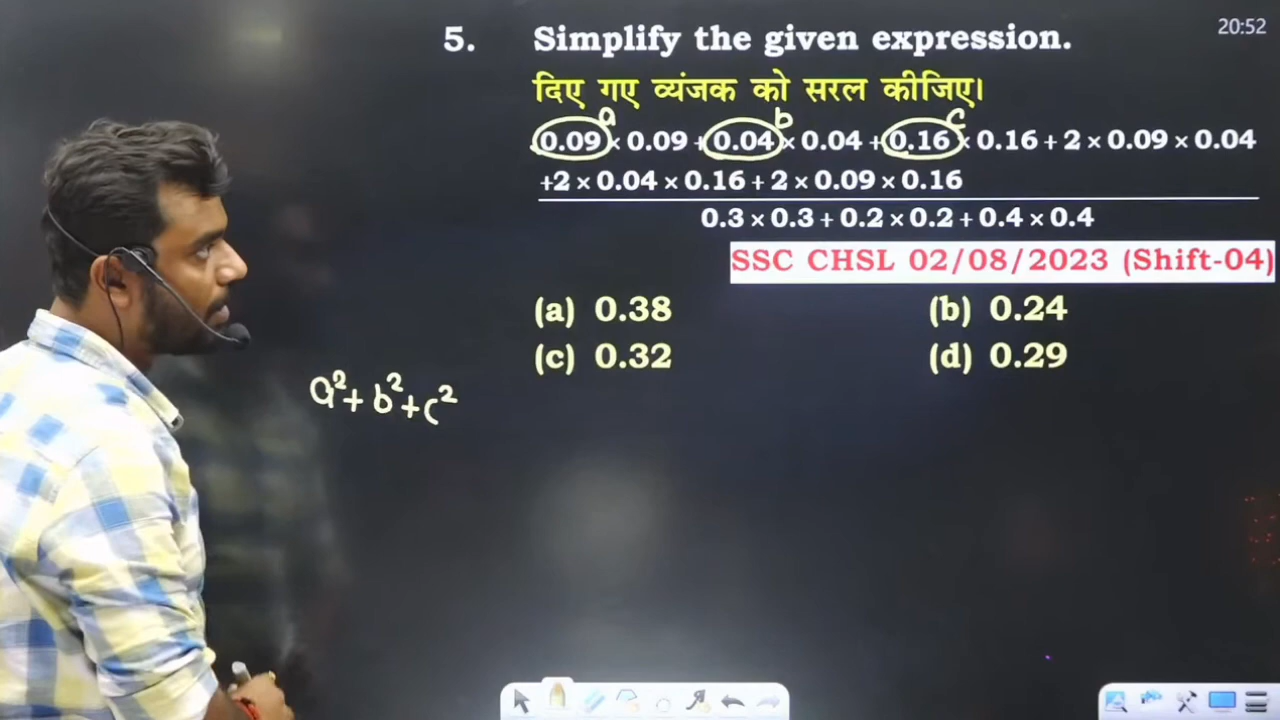 20:52
5. Simplify the given expression.
दिए गए व्यंजक को सरल कीजिए।
a b c
0.09 × 0.09 + 0.04 × 0.04 + 0.16 × 0.16 + 2 × 0.09 × 0.04
+2 × 0.04 × 0.16 + 2 × 0.09 × 0.16
0.3 × 0.3 + 0.2 × 0.2 + 0.4 × 0.4
SSC CHSL 02/08/2023 (Shift-04)
(a) 0.38 (b) 0.24
(c) 0.32 (d) 0.29
a²+b²+c²